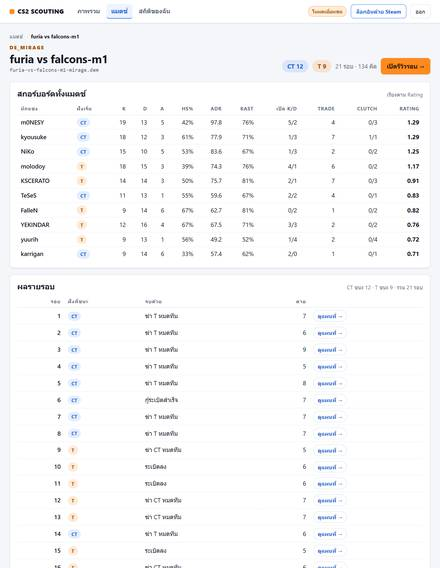 CS2 SCOUTING ภาพรวม แมตช์ สถิติของฉัน โหมดเดี่ยวชม ล็อกอินด้วย Steam ออก
แมตช์ · furia vs falcons-m1
DE_MIRAGE
furia vs falcons-m1
furia-vs-falcons-m1-mirage.dem
CT 12 T 9 21 รอบ · 134 คิล เปิดรีวิวรอบ →
สกอร์บอร์ดทั้งแมตช์ เรียงตาม Rating
ผู้เล่น ฝั่งเริ่ม K D A HS% ADR KAST เปิด K/D TRADE CLUTCH RATING
m0NESY CT 19 13 5 42% 97.8 76% 5/2 4 0/3 1.29
kyousuke CT 18 12 3 61% 77.9 71% 1/3 7 1/1 1.29
NiKo CT 15 10 5 53% 83.6 67% 1/3 2 0/2 1.25
molodoy T 18 15 3 39% 74.3 76% 4/1 6 0/2 1.17
KSCERATO T 14 14 3 50% 75.7 81% 2/1 7 0/3 0.91
TeSeS CT 11 13 1 55% 59.6 67% 2/2 4 0/1 0.83
FalleN T 9 14 6 67% 62.7 81% 0/2 1 0/2 0.82
YEKINDAR T 12 16 4 67% 67.5 71% 3/3 2 0/2 0.76
yuurih T 9 13 1 56% 49.2 52% 1/4 2 0/4 0.72
karrigan CT 9 14 6 33% 57.4 62% 2/0 1 0/1 0.71
ผลรายรอบ CT ชนะ 12 · T ชนะ 9 · รวม 21 รอบ
รอบ ฝั่งที่ชนะ จบด้วย ตาย
1 CT ฆ่า T หมดทีม 7 ดูแผนที่ →
2 CT ฆ่า T หมดทีม 6 ดูแผนที่ →
3 CT ฆ่า T หมดทีม 9 ดูแผนที่ →
4 CT ฆ่า T หมดทีม 5 ดูแผนที่ →
5 CT ฆ่า T หมดทีม 8 ดูแผนที่ →
6 CT กู้ระเบิดสำเร็จ 7 ดูแผนที่ →
7 CT ฆ่า T หมดทีม 7 ดูแผนที่ →
8 CT ฆ่า T หมดทีม 7 ดูแผนที่ →
9 T ฆ่า CT หมดทีม 5 ดูแผนที่ →
10 T ระเบิดลง 6 ดูแผนที่ →
11 T ระเบิดลง 6 ดูแผนที่ →
12 T ฆ่า CT หมดทีม 7 ดูแผนที่ →
13 T ฆ่า CT หมดทีม 7 ดูแผนที่ →
14 CT ฆ่า T หมดทีม 6 ดูแผนที่ →
15 T ระเบิดลง 5 ดูแผนที่ →